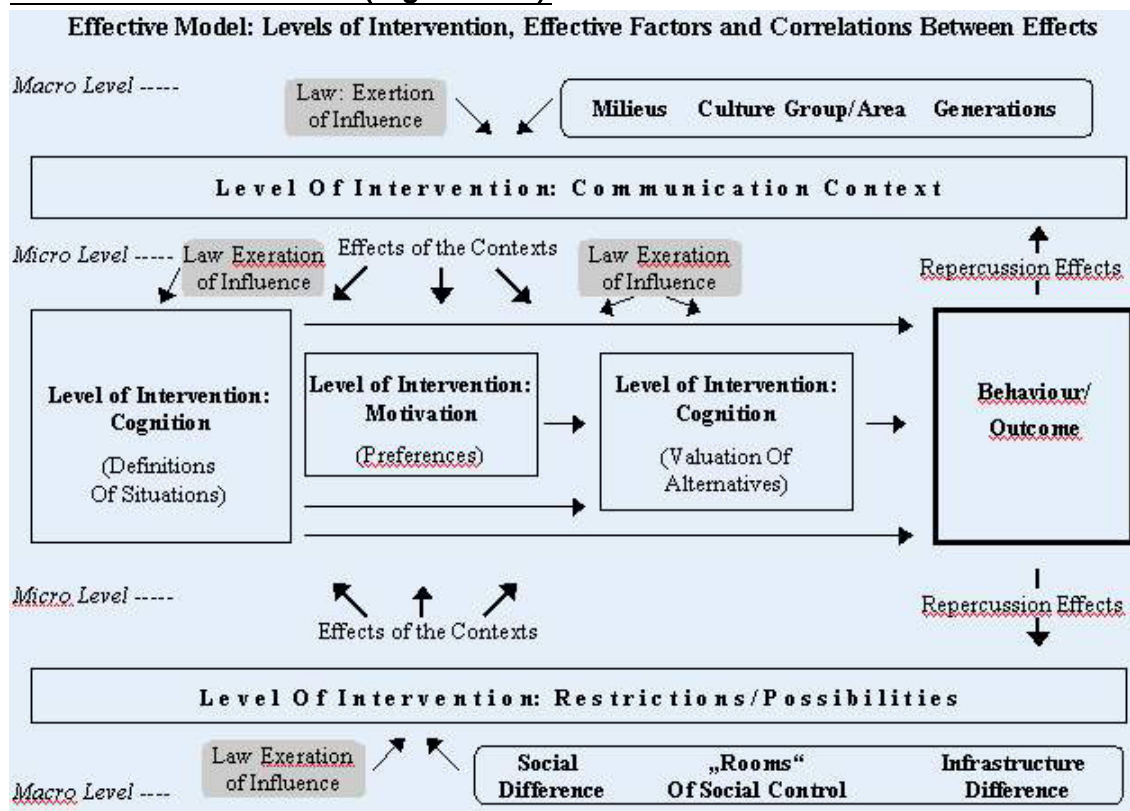 Effective Model: Levels of Intervention, Effective Factors and Correlations Between Effects
Macro Level -----
Law: Exertion
of Influence
Milieus Culture Group/Area Generations
Level Of Intervention: Communication Context
Micro Level -----
Law Exeration
of Influence
Effects of the Contexts
Law Exeration
of Influence
Repercussion Effects
Level of Intervention:
Cognition
(Definitions
Of Situations)
Level of Intervention:
Motivation
(Preferences)
Level of Intervention:
Cognition
(Valuation Of
Alternatives)
Behaviour/
Outcome
Micro Level -----
Effects of the Contexts
Repercussion Effects
Level Of Intervention: Restrictions/Possibilities
Law Exeration
of Influence
Macro Level ----
Social
Difference
„Rooms“
Of Social Control
Infrastructure
Difference